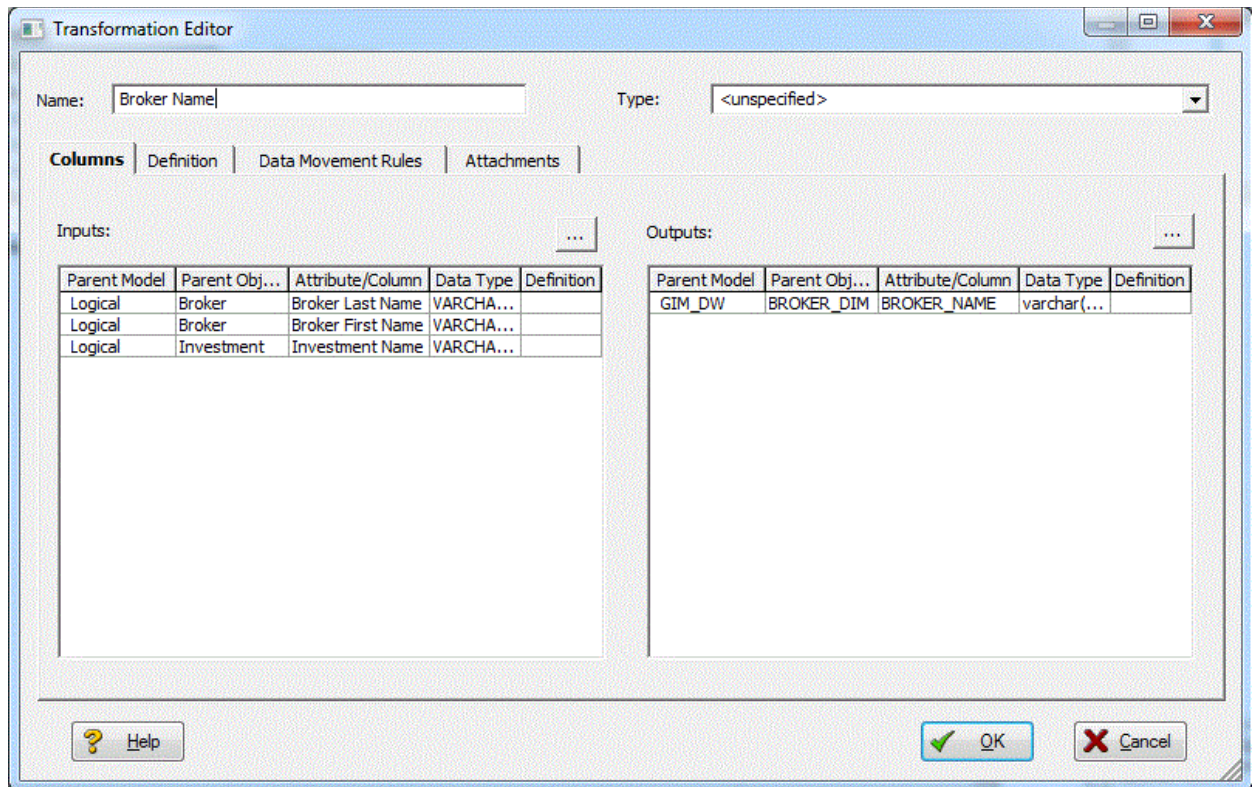 Transformation Editor
Name: Broker Name Type: <unspecified>
Columns Definition Data Movement Rules Attachments
Inputs: ... Outputs: ...
Parent Model Parent Obj... Attribute/Column Data Type Definition Parent Model Parent Obj... Attribute/Column Data Type Definition
Logical Broker Broker Last Name VARCHA... GIM_DW BROKER_DIM BROKER_NAME varchar(...
Logical Broker Broker First Name VARCHA...
Logical Investment Investment Name VARCHA...
Help OK Cancel